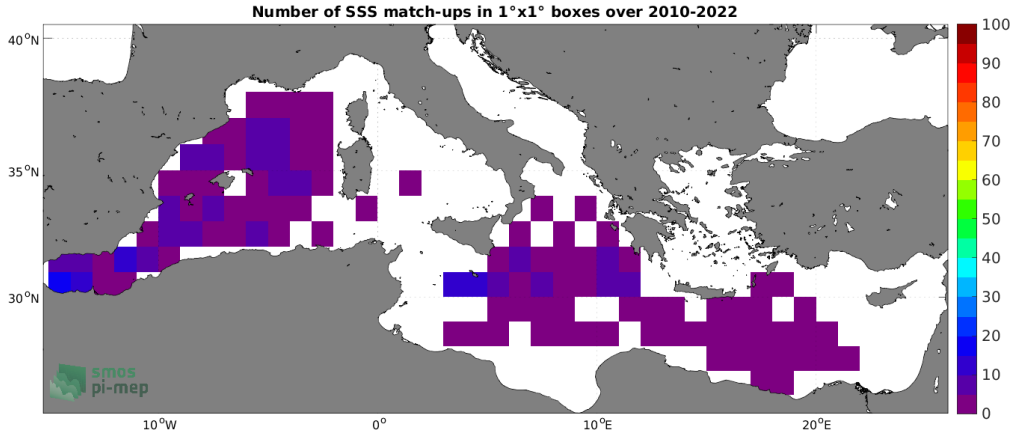 Number of SSS match-ups in 1°x1° boxes over 2010-2022
40°N
35°N
30°N
10°W
0°
10°E
20°E
100
90
80
70
60
50
40
30
20
10
0
smos
pi-mep